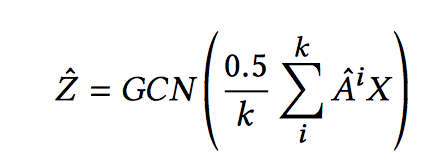 Ẑ = GCN ( 0.5/k ∑_i^k Â^i X )